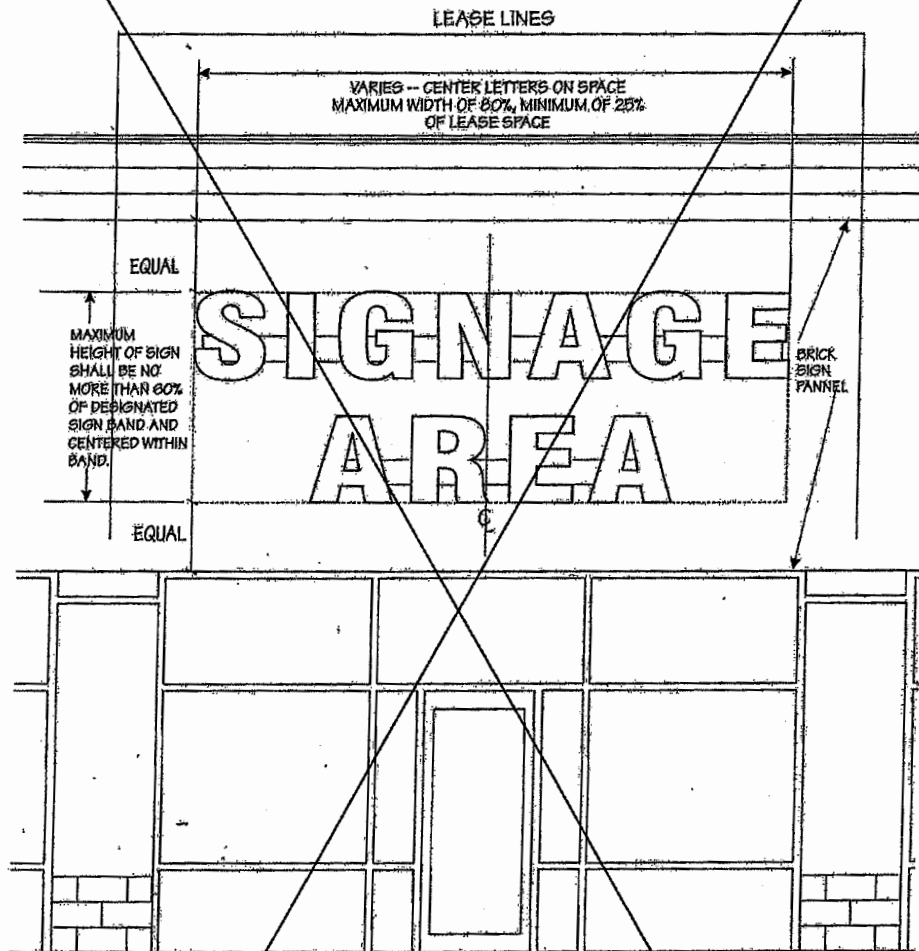 LEASE LINES
VARIES -- CENTER LETTERS ON SPACE
MAXIMUM WIDTH OF 80%, MINIMUM OF 25%
OF LEASE SPACE
EQUAL
SIGNAGE
AREA
MAXIMUM
HEIGHT OF SIGN
SHALL BE NO
MORE THAN 60%
OF DESIGNATED
SIGN BAND AND
CENTERED WITHIN
BAND.
BRICK
SIGN
PANNEL
EQUAL